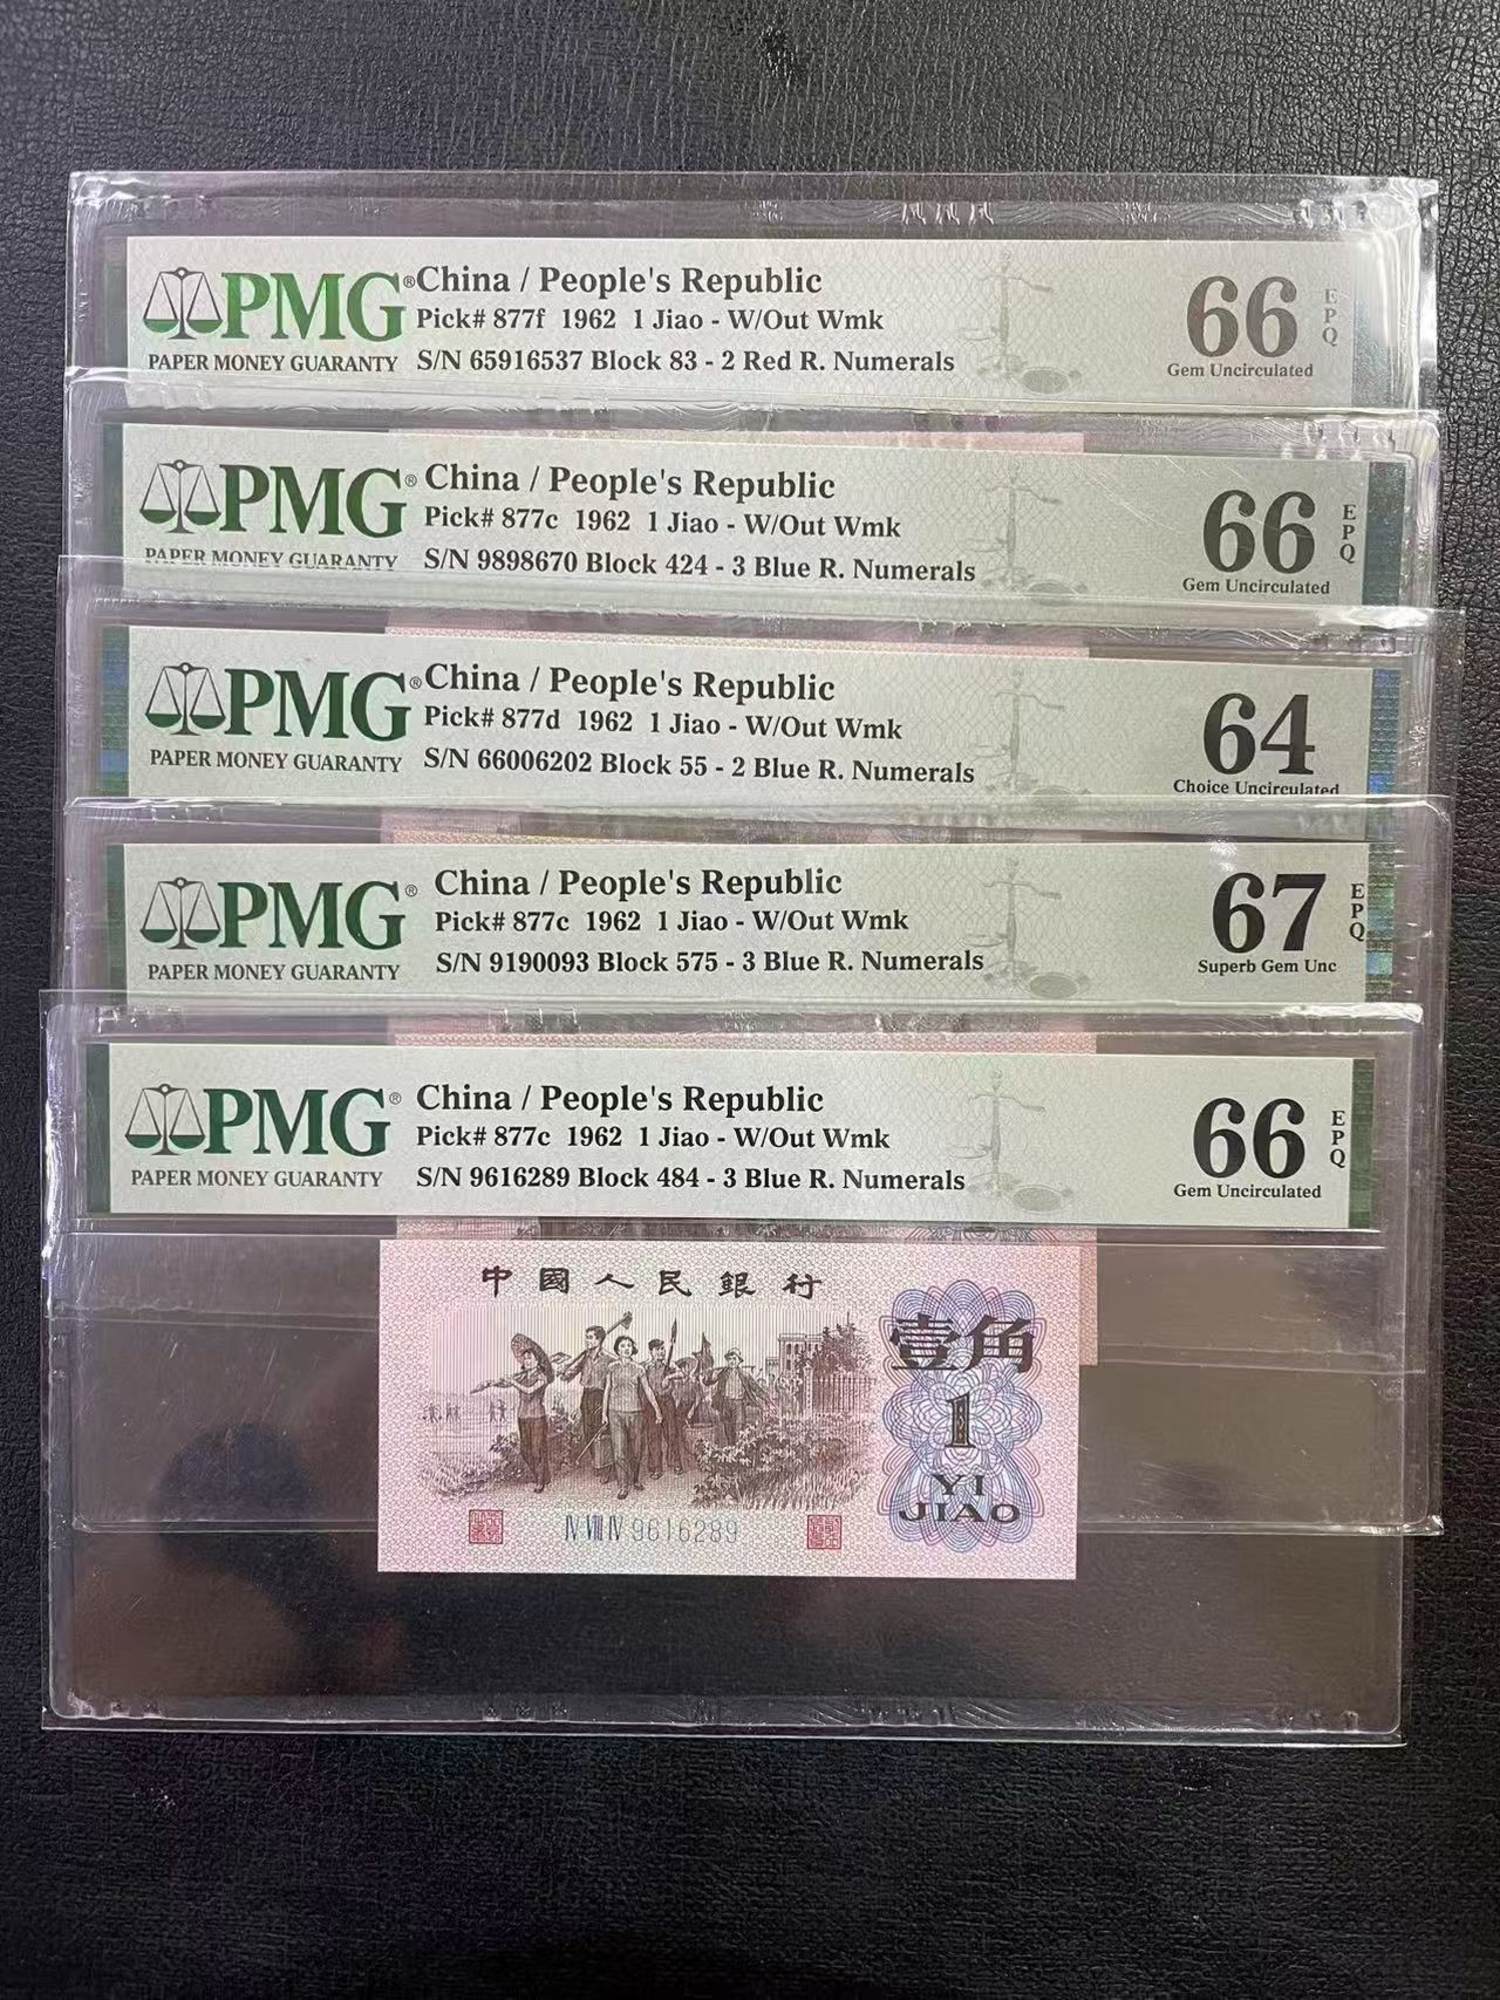 PMG®
PAPER MONEY GUARANTY
China / People's Republic
Pick# 877f 1962 1 Jiao - W/Out Wmk
S/N 65916537 Block 83 - 2 Red R. Numerals
66 EPQ
Gem Uncirculated
PMG®
PAPER MONEY GUARANTY
China / People's Republic
Pick# 877c 1962 1 Jiao - W/Out Wmk
S/N 9898670 Block 424 - 3 Blue R. Numerals
66 EPQ
Gem Uncirculated
PMG®
PAPER MONEY GUARANTY
China / People's Republic
Pick# 877d 1962 1 Jiao - W/Out Wmk
S/N 66006202 Block 55 - 2 Blue R. Numerals
64
Choice Uncirculated
PMG®
PAPER MONEY GUARANTY
China / People's Republic
Pick# 877c 1962 1 Jiao - W/Out Wmk
S/N 9190093 Block 575 - 3 Blue R. Numerals
67 EPQ
Superb Gem Unc
PMG®
PAPER MONEY GUARANTY
China / People's Republic
Pick# 877c 1962 1 Jiao - W/Out Wmk
S/N 9616289 Block 484 - 3 Blue R. Numerals
66 EPQ
Gem Uncirculated
中國人民銀行
壹角
1
YI
JIAO
Ⅳ Ⅷ Ⅳ 9616289